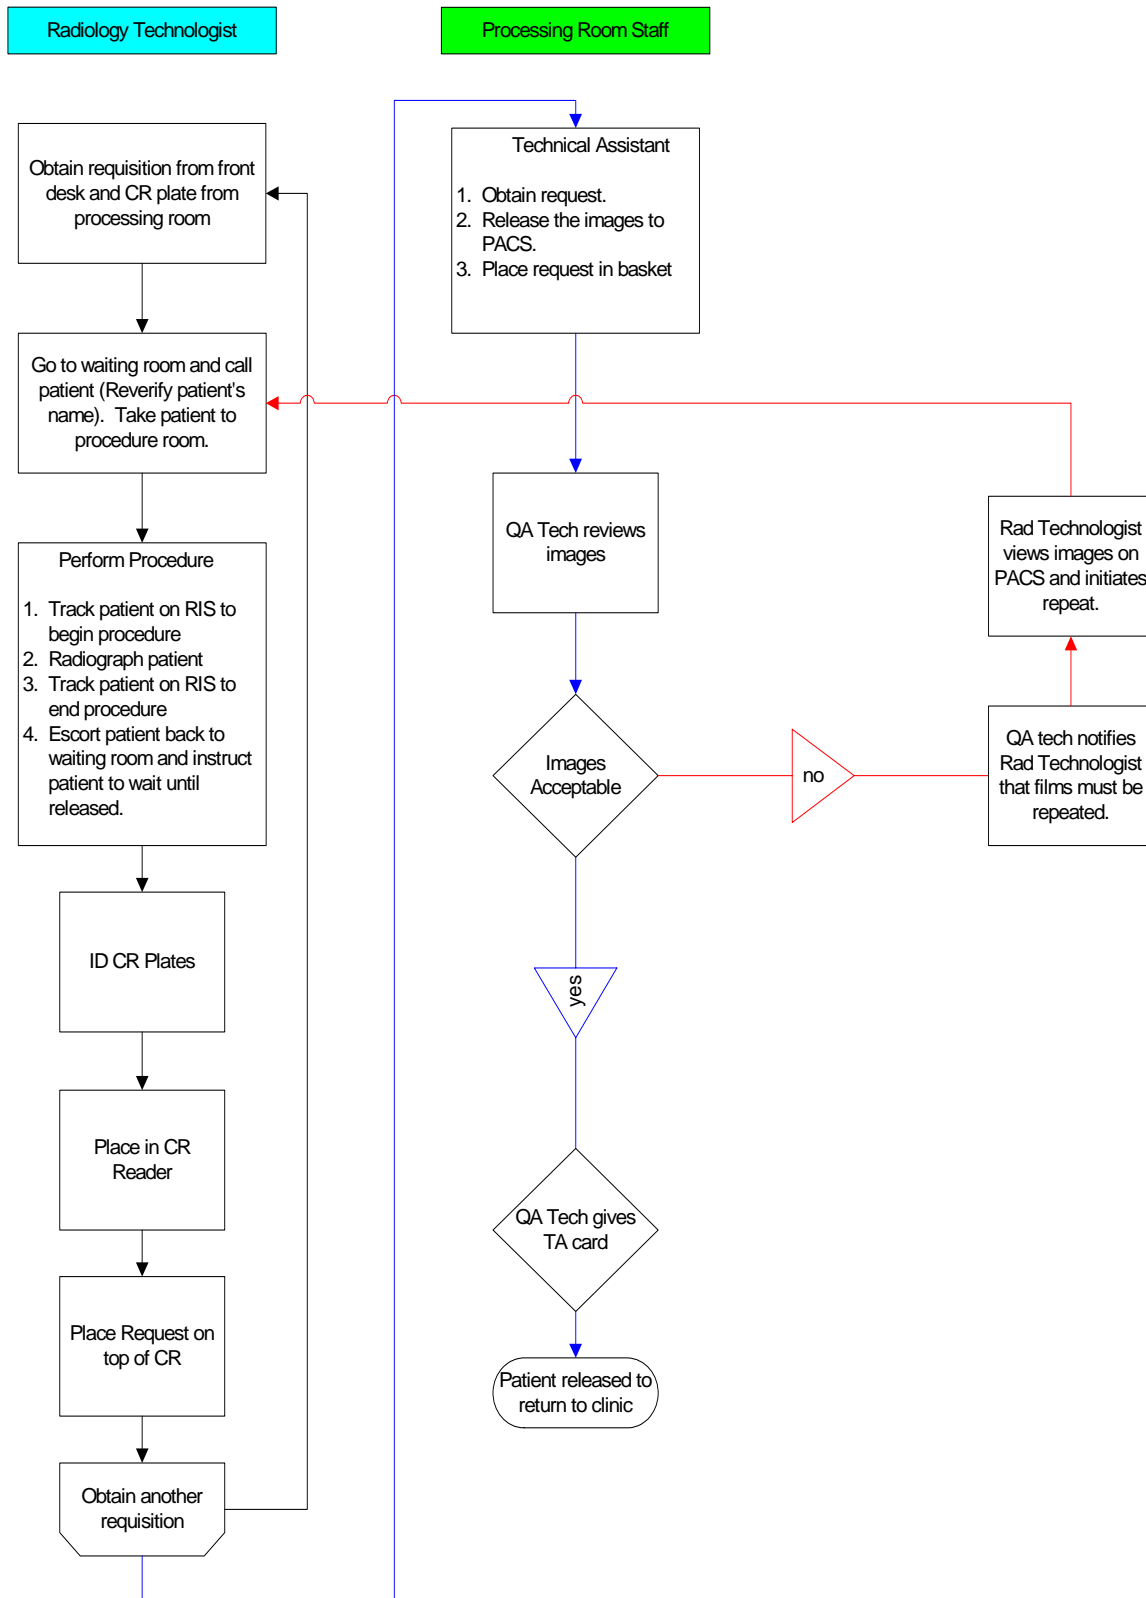 Radiology Technologist
Processing Room Staff
Obtain requisition from front
desk and CR plate from
processing room
Go to waiting room and call
patient (Reverify patient's
name). Take patient to
procedure room.
Perform Procedure
1. Track patient on RIS to
begin procedure
2. Radiograph patient
3. Track patient on RIS to
end procedure
4. Escort patient back to
waiting room and instruct
patient to wait until
released.
ID CR Plates
Place in CR
Reader
Place Request on
top of CR
Obtain another
requisition
Technical Assistant
1. Obtain request.
2. Release the images to
PACS.
3. Place request in basket
QA Tech reviews
images
Images
Acceptable
no
QA tech notifies
Rad Technologist
that films must be
repeated.
Rad Technologist
views images on
PACS and initiates
repeat.
yes
QA Tech gives
TA card
Patient released to
return to clinic